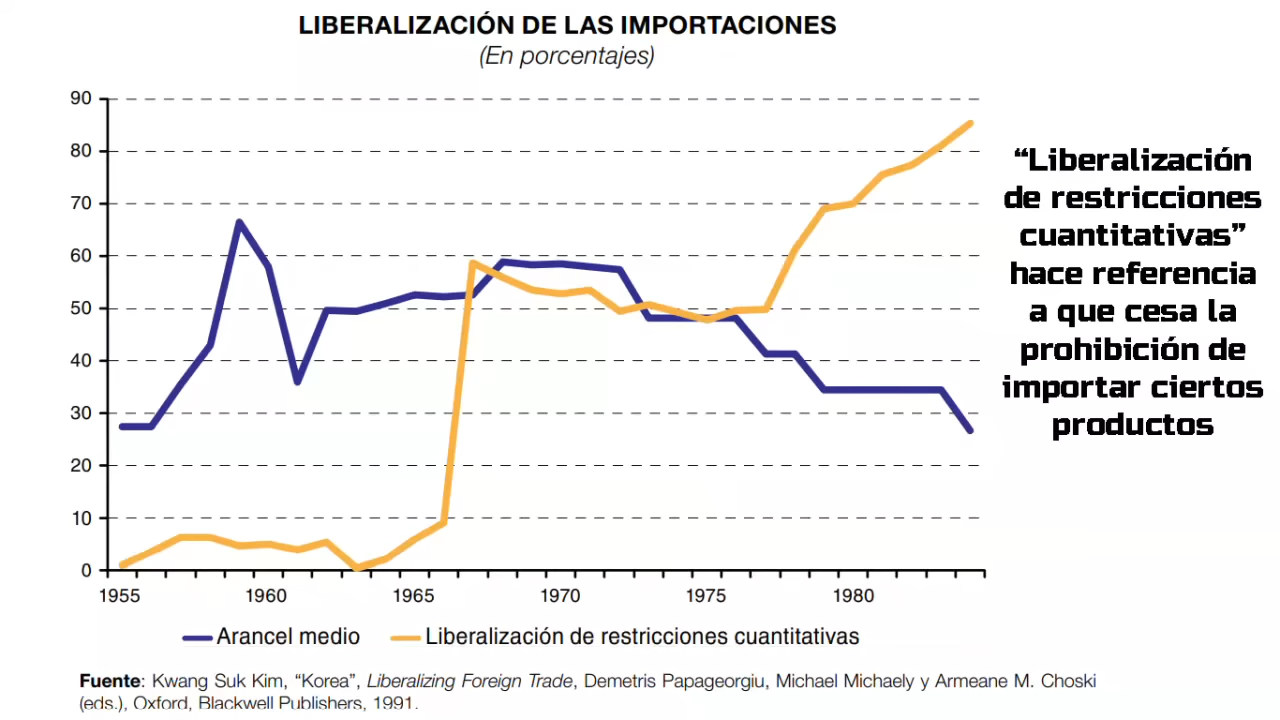 LIBERALIZACIÓN DE LAS IMPORTACIONES
(En porcentajes)
90
80
70
60
50
40
30
20
10
0
1955 1960 1965 1970 1975 1980
Arancel medio Liberalización de restricciones cuantitativas
Fuente: Kwang Suk Kim, “Korea”, Liberalizing Foreign Trade, Demetris Papageorgiu, Michael Michaely y Armeane M. Choski
(eds.), Oxford, Blackwell Publishers, 1991.
“Liberalización
de restricciones
cuantitativas”
hace referencia
a que cesa la
prohibición de
importar ciertos
productos